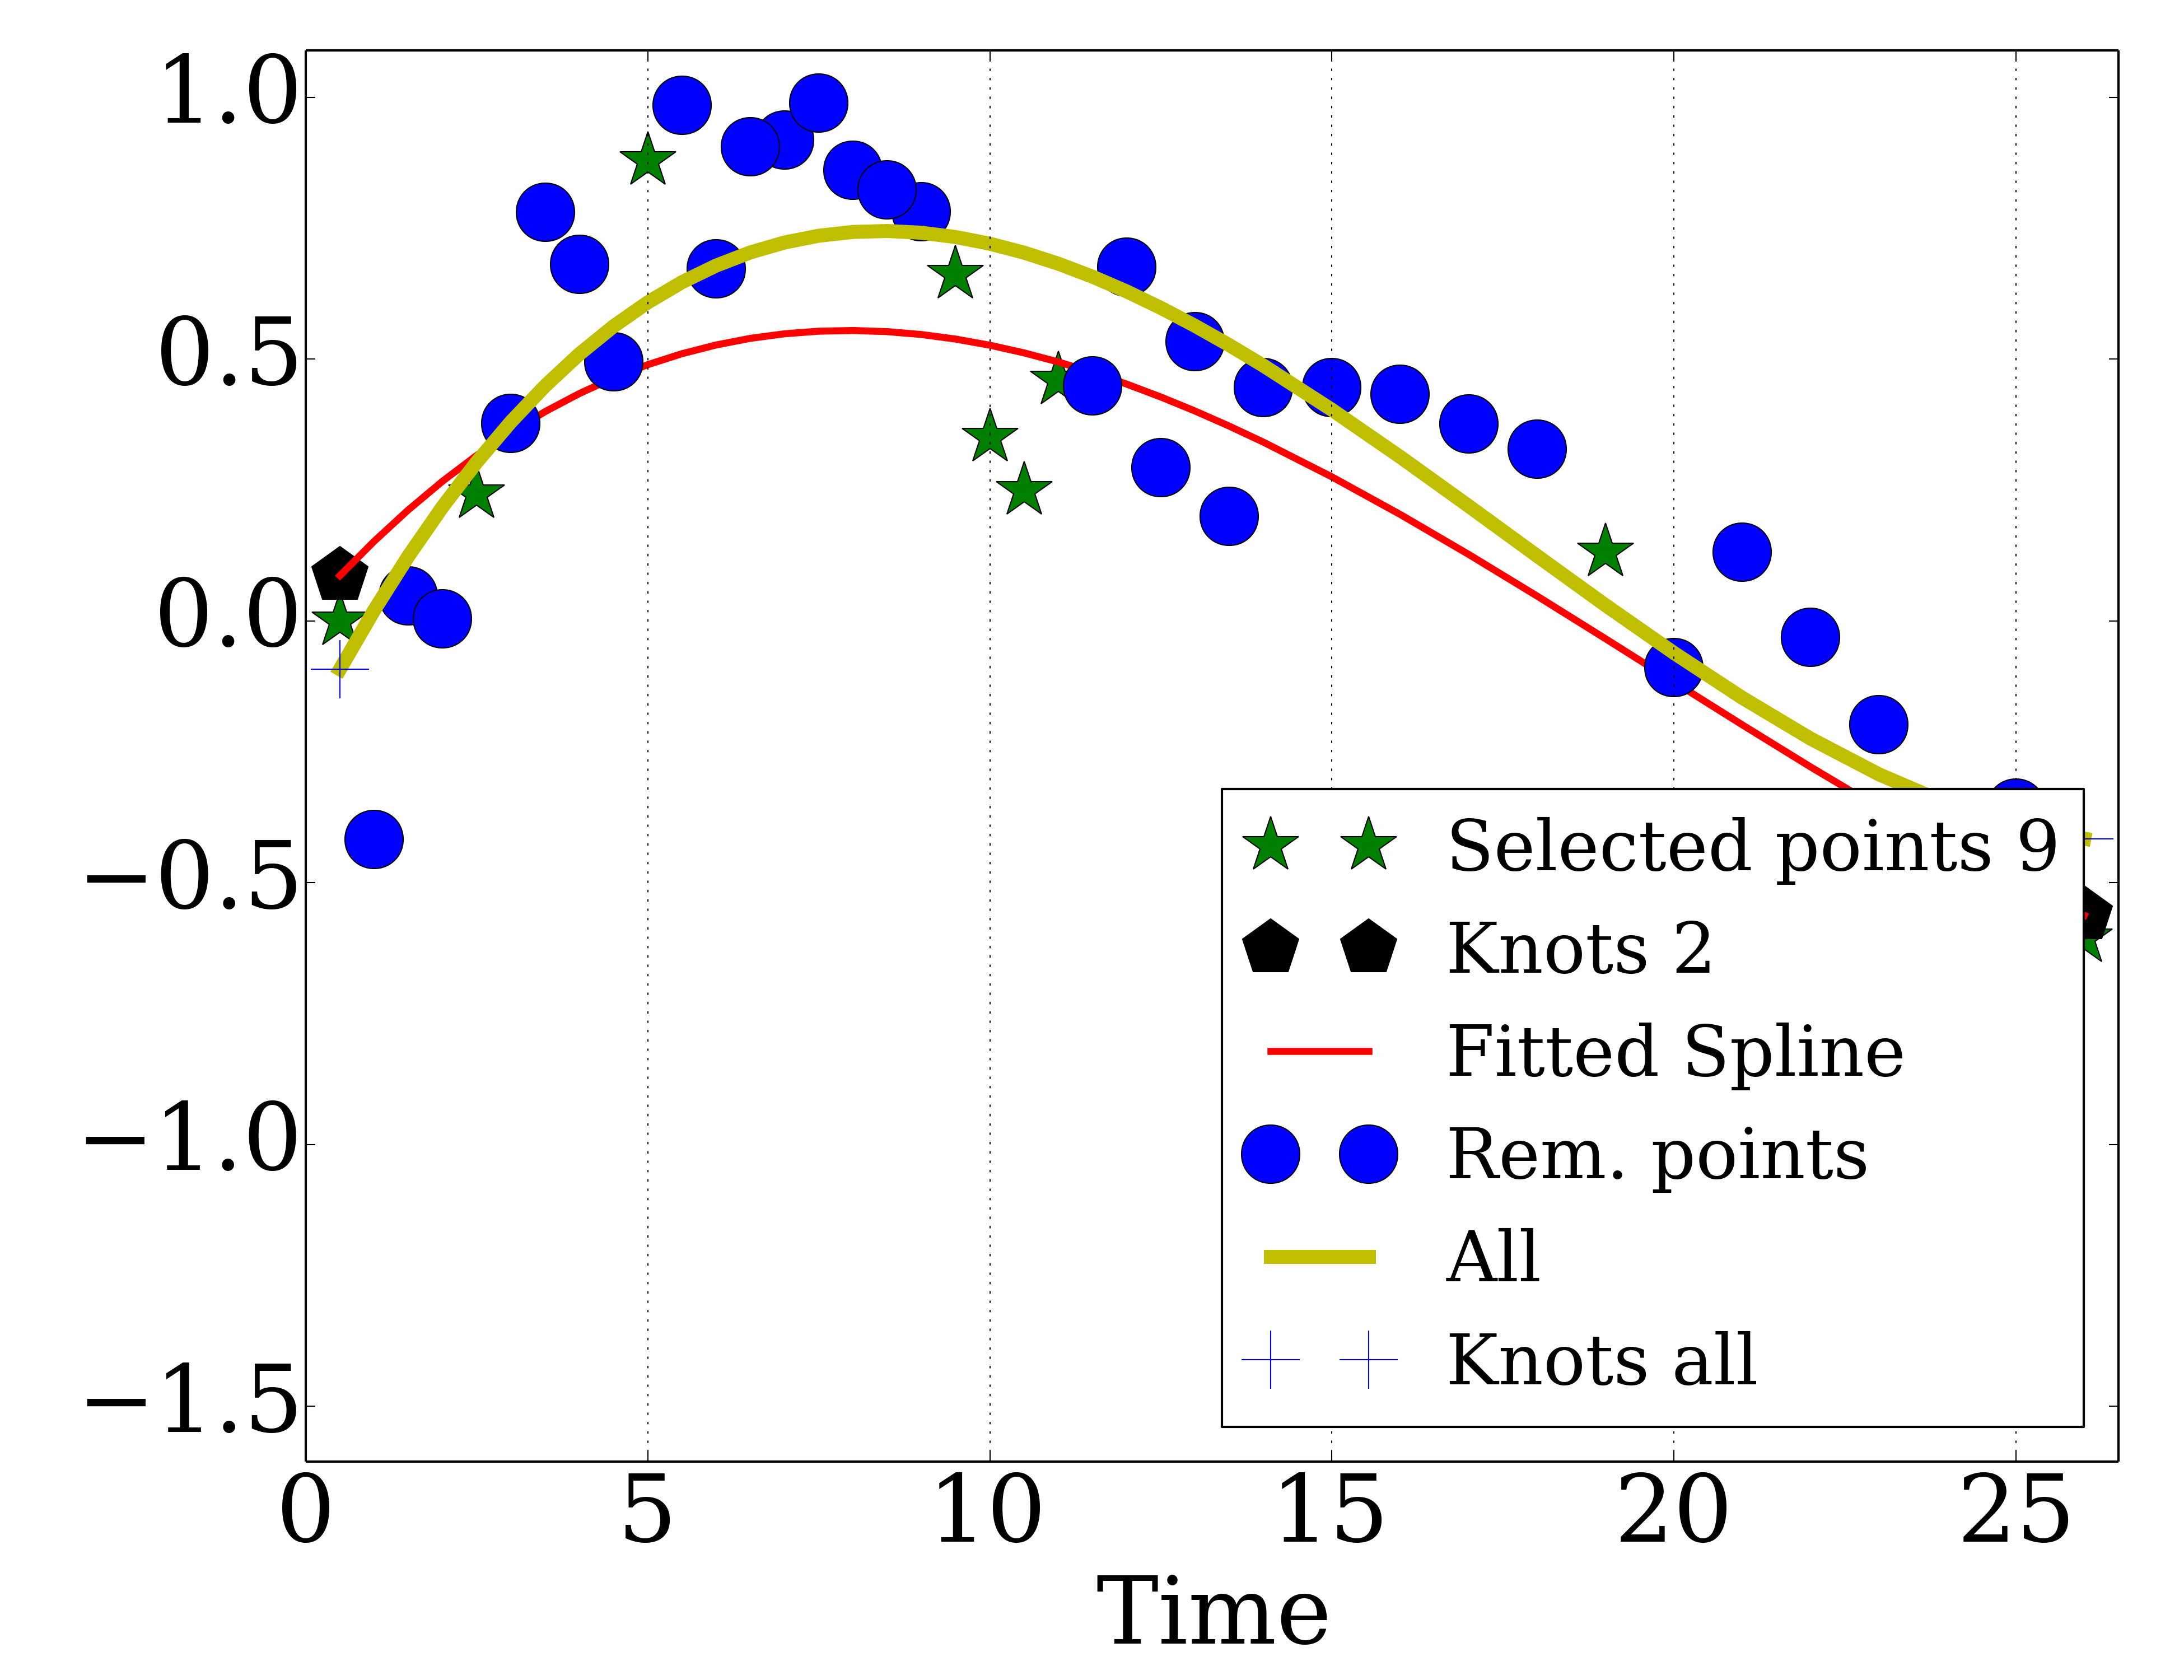 1.0
0.5
0.0
−0.5
−1.0
−1.5
0 5 10 15 20 25
Time
Selected points 9
Knots 2
Fitted Spline
Rem. points
All
Knots all